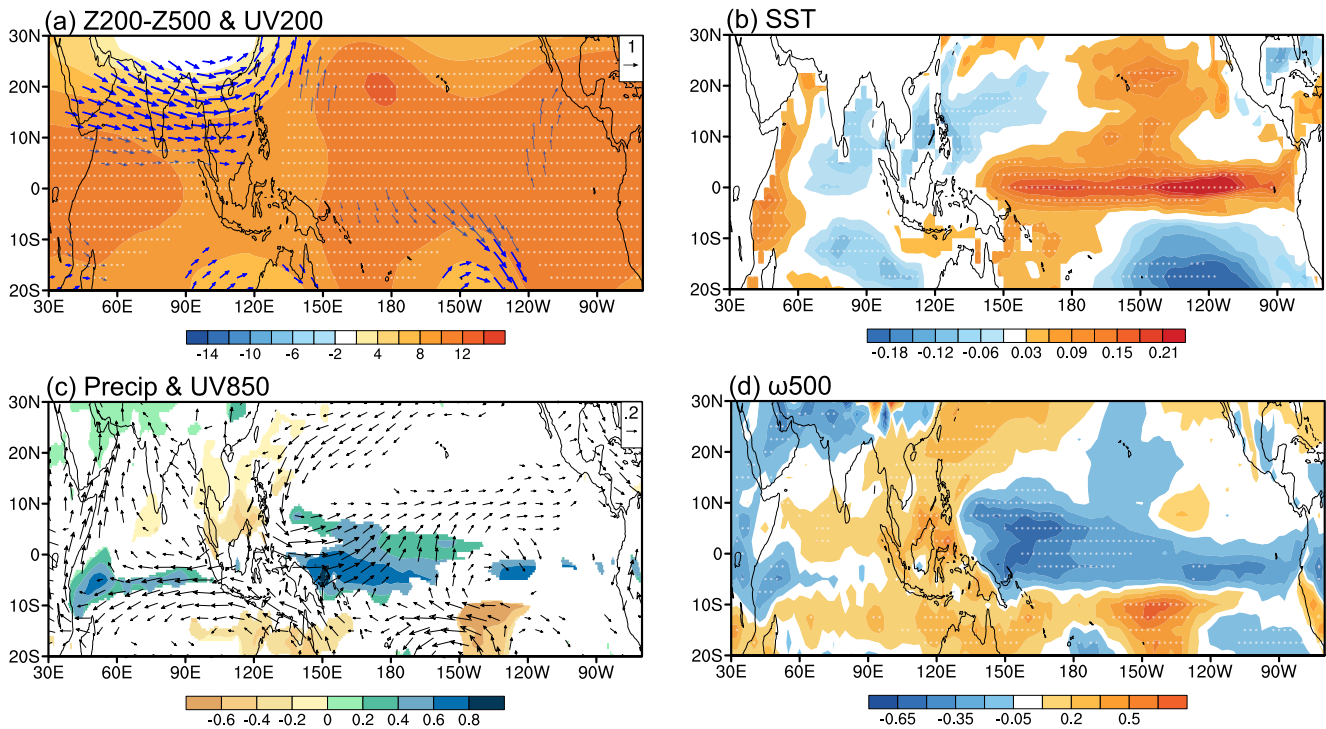 (a) Z200-Z500 & UV200
30N
20N
10N
0
10S
20S
1
30E 60E 90E 120E 150E 180 150W 120W 90W
-14 -10 -6 -2 4 8 12
(b) SST
30N
20N
10N
0
10S
20S
30E 60E 90E 120E 150E 180 150W 120W 90W
-0.18 -0.12 -0.06 0.03 0.09 0.15 0.21
(c) Precip & UV850
30N
20N
10N
0
10S
20S
.2
30E 60E 90E 120E 150E 180 150W 120W 90W
-0.6 -0.4 -0.2 0 0.2 0.4 0.6 0.8
(d) ω500
30N
20N
10N
0
10S
20S
30E 60E 90E 120E 150E 180 150W 120W 90W
-0.65 -0.35 -0.05 0.2 0.5